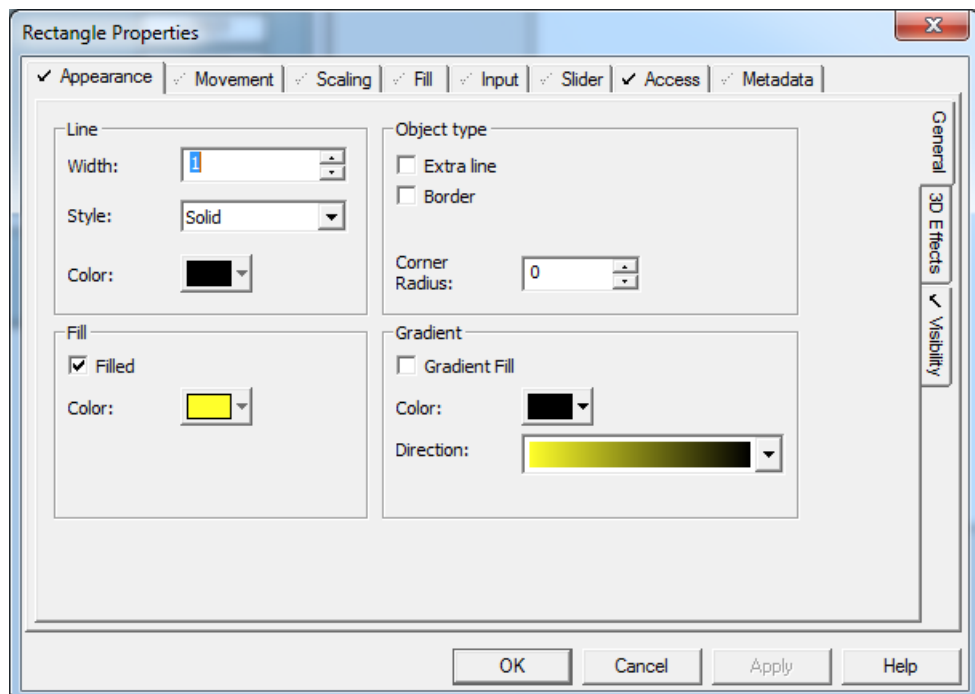 Rectangle Properties
Appearance Movement Scaling Fill Input Slider Access Metadata
General
3D Effects
Visibility
Line
Width: 1
Style: Solid
Color:
Object type
Extra line
Border
Corner
Radius: 0
Fill
Filled
Color:
Gradient
Gradient Fill
Color:
Direction:
OK Cancel Apply Help